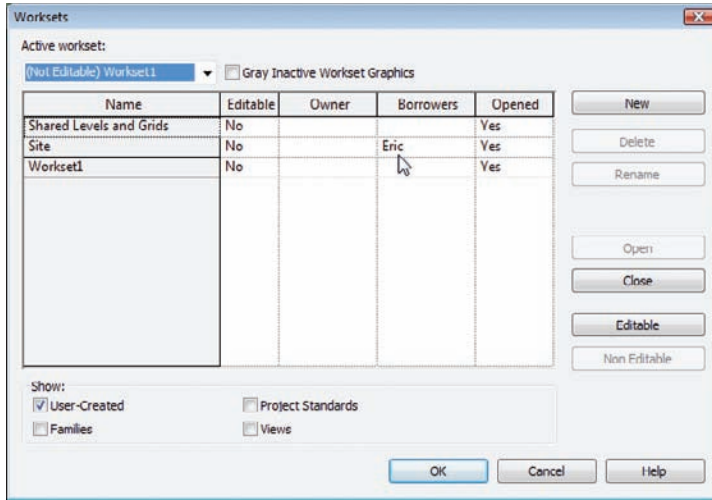 Worksets
Active workset:
(Not Editable) Workset1
Gray Inactive Workset Graphics
Name Editable Owner Borrowers Opened
Shared Levels and Grids No Yes
Site No Eric Yes
Workset1 No Yes
New
Delete
Rename
Open
Close
Editable
Non Editable
Show:
User-Created Project Standards
Families Views
OK Cancel Help